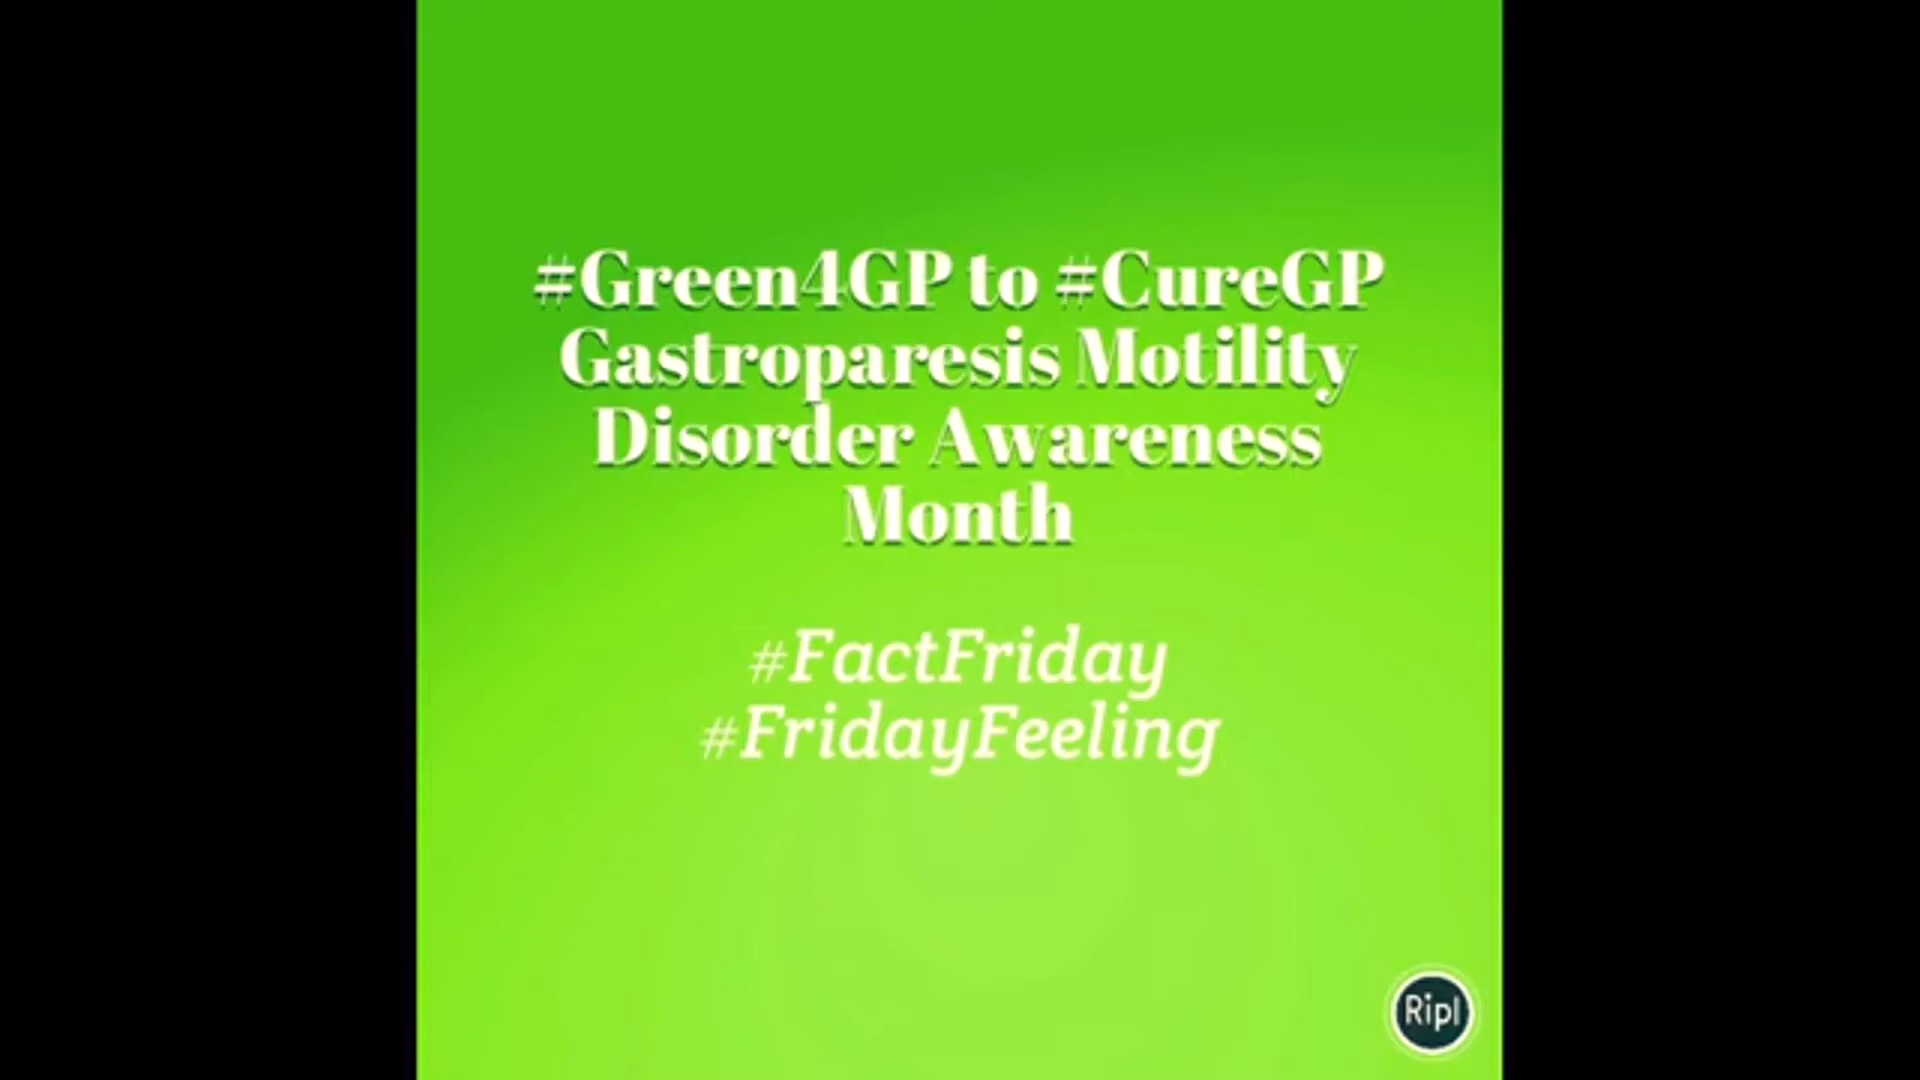 #Green4GP to #CureGP
Gastroparesis Motility
Disorder Awareness
Month
#FactFriday
#FridayFeeling
Ripl